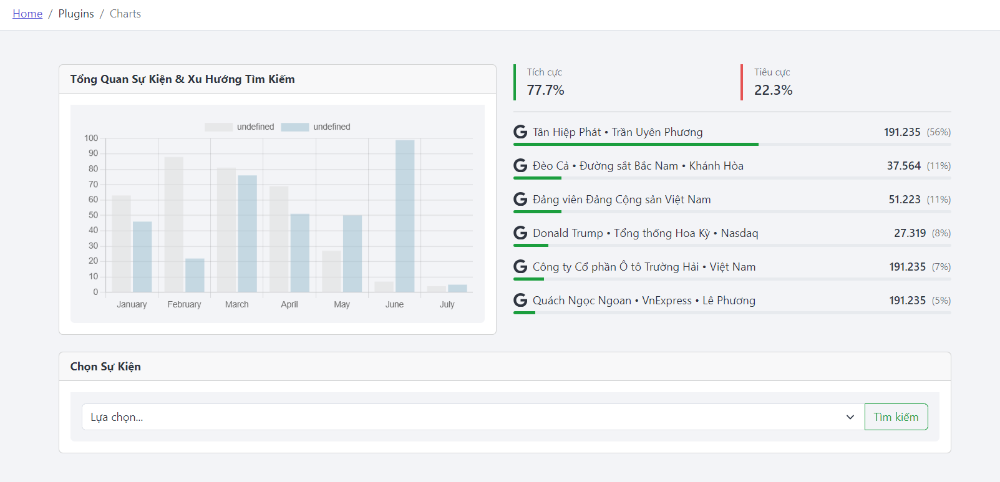 Home / Plugins / Charts
Tổng Quan Sự Kiện & Xu Hướng Tìm Kiếm
undefined undefined
100
90
80
70
60
50
40
30
20
10
0
January February March April May June July
Tích cực
77.7%
Tiêu cực
22.3%
Tân Hiệp Phát • Trần Uyên Phương 191.235 (56%)
Đèo Cả • Đường sắt Bắc Nam • Khánh Hòa 37.564 (11%)
Đảng viên Đảng Cộng sản Việt Nam 51.223 (11%)
Donald Trump • Tổng thống Hoa Kỳ • Nasdaq 27.319 (8%)
Công ty Cổ phần Ô tô Trường Hải • Việt Nam 191.235 (7%)
Quách Ngọc Ngoan • VnExpress • Lê Phương 191.235 (5%)
Chọn Sự Kiện
Lựa chọn... Tìm kiếm